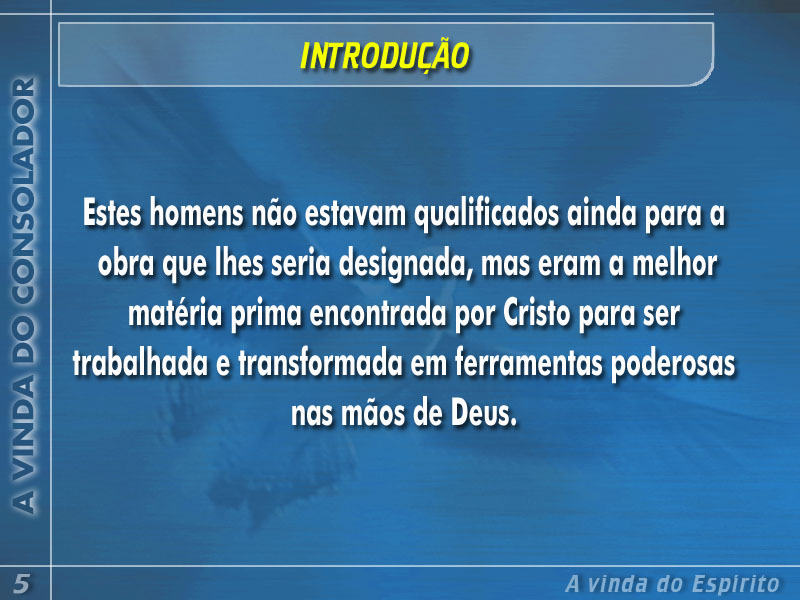 INTRODUÇÃO
A VINDA DO CONSOLADOR
Estes homens não estavam qualificados ainda para a
obra que lhes seria designada, mas eram a melhor
matéria prima encontrada por Cristo para ser
trabalhada e transformada em ferramentas poderosas
nas mãos de Deus.
5
A vinda do Espírito